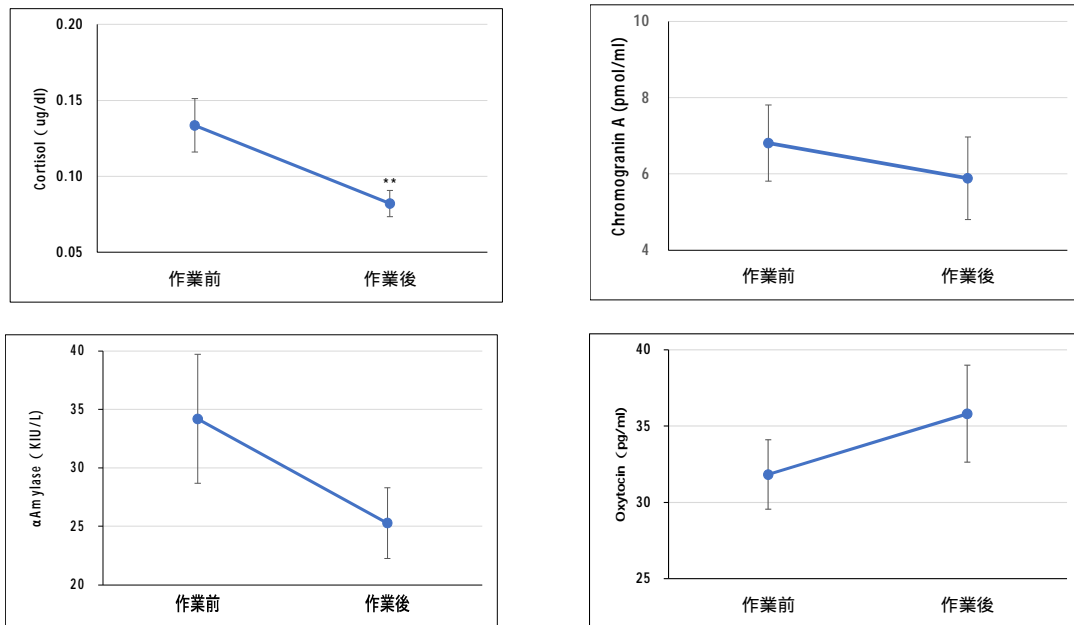 Cortisol ( ug/dl)
0.20
0.15
0.10
0.05
**
作業前
作業後
Chromogranin A (pmol/ml)
10
8
6
4
作業前
作業後
αAmylase ( KIU/L)
40
35
30
25
20
作業前
作業後
Oxytocin (pg/ml)
40
35
30
25
作業前
作業後